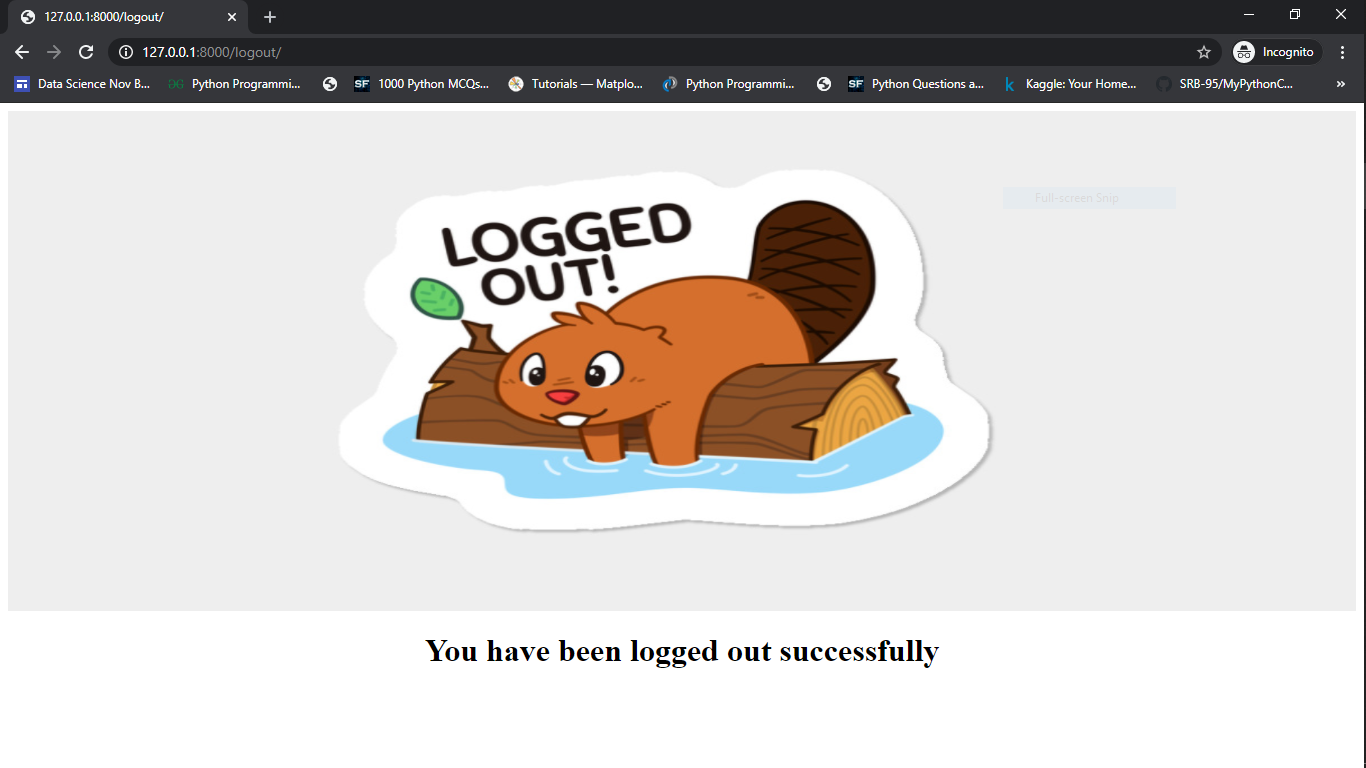 127.0.0.1:8000/logout/
127.0.0.1:8000/logout/
Incognito
Data Science Nov B...
Python Programmi...
SF
1000 Python MCQs...
Tutorials — Matplo...
Python Programmi...
SF
Python Questions a...
k
Kaggle: Your Home...
SRB-95/MyPythonC...
Full-screen Snip
LOGGED
OUT!
You have been logged out successfully